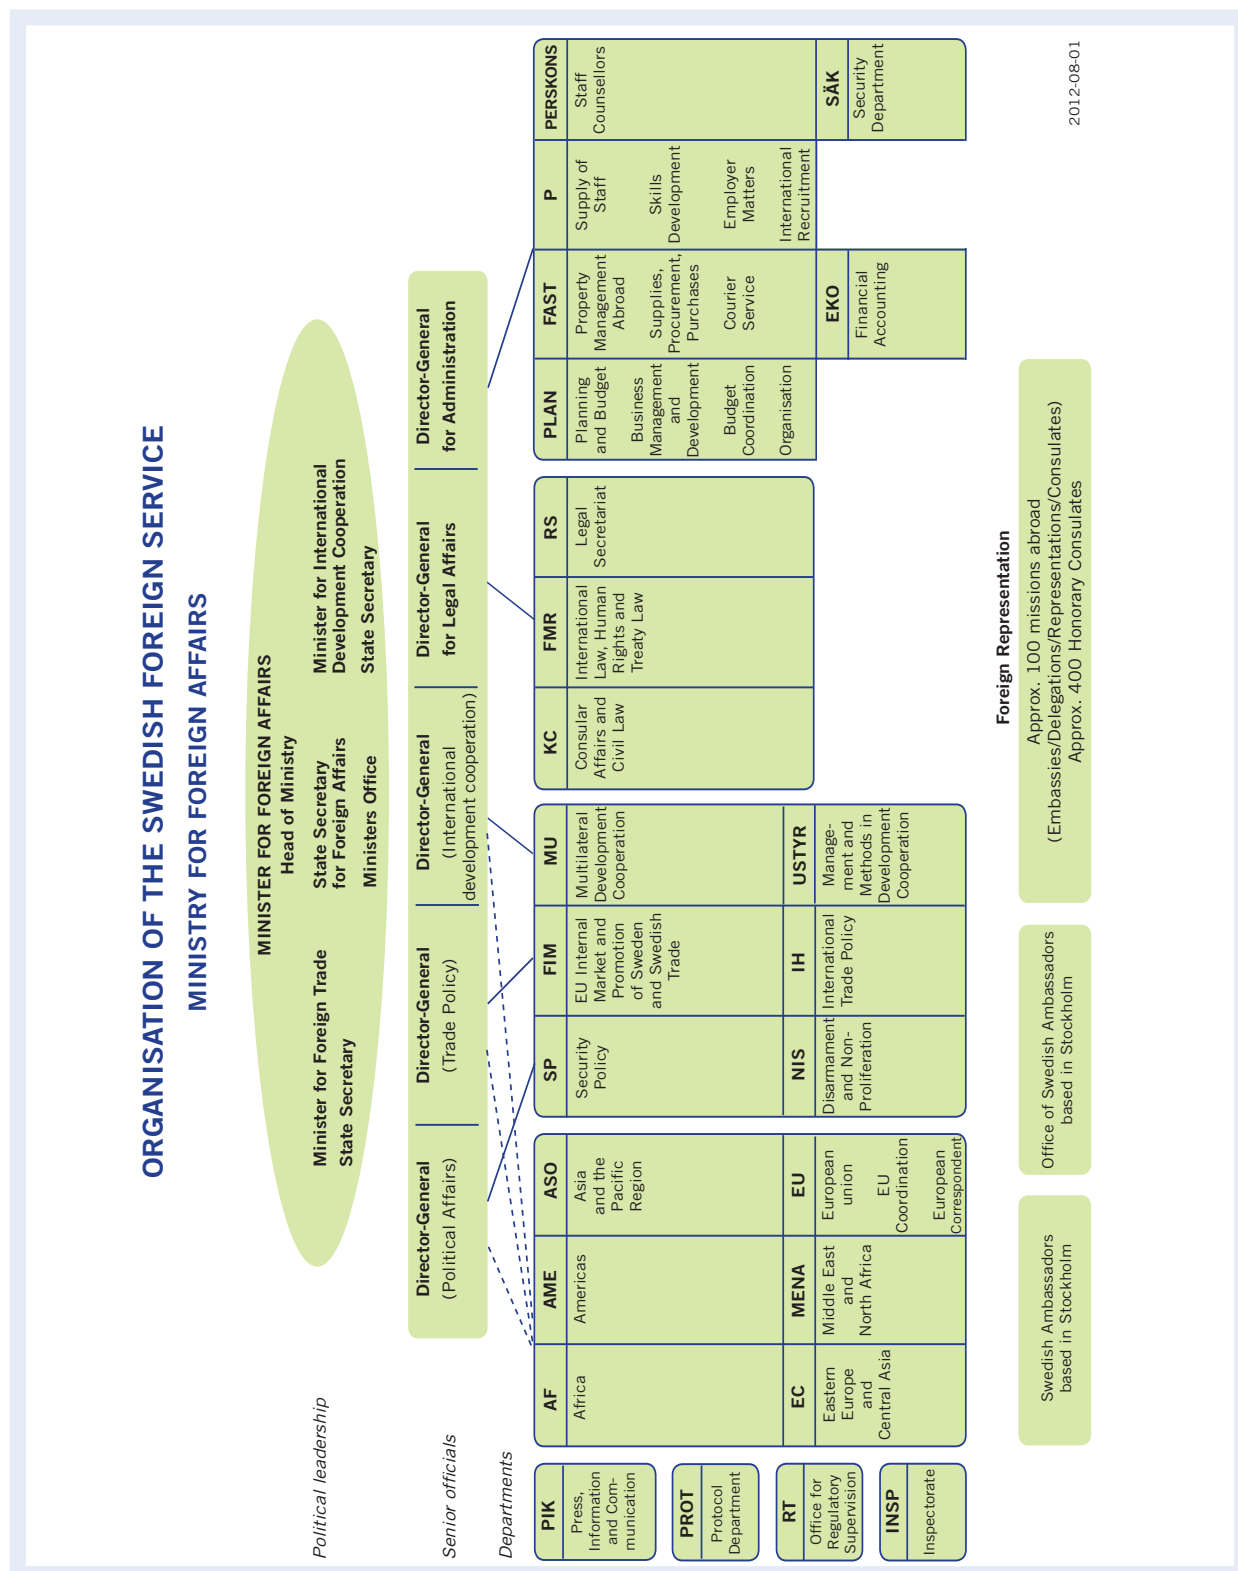 ORGANISATION OF THE SWEDISH FOREIGN SERVICE
MINISTRY FOR FOREIGN AFFAIRS
MINISTER FOR FOREIGN AFFAIRS
Head of Ministry
Political leadership
Minister for Foreign Trade
State Secretary
State Secretary
for Foreign Affairs
Ministers Office
Minister for International
Development Cooperation
State Secretary
Senior officials
Director-General
(Political Affairs)
Director-General
(Trade Policy)
Director-General
(International
development cooperation)
Director-General
for Legal Affairs
Director-General
for Administration
Departments
PIK
Press,
Information
and Com-
munication
PROT
Protocol
Department
RT
Office for
Regulatory
Supervision
INSP
Inspectorate
AF
Africa
AME
Americas
ASO
Asia
and the
Pacific
Region
EC
Eastern
Europe
and
Central Asia
MENA
Middle East
and
North Africa
EU
European
union
EU
Coordination
European
Correspondent
SP
Security
Policy
FIM
EU Internal
Market and
Promotion
of Sweden
and Swedish
Trade
MU
Multilateral
Development
Cooperation
NIS
Disarmament
and Non-
Proliferation
IH
International
Trade Policy
USTYR
Manage-
ment and
Methods in
Development
Cooperation
KC
Consular
Affairs and
Civil Law
FMR
International
Law, Human
Rights and
Treaty Law
RS
Legal
Secretariat
PLAN
Planning
and Budget
Business
Management
and
Development
Budget
Coordination
Organisation
FAST
Property
Management
Abroad
Supplies,
Procurement,
Purchases
Courier
Service
P
Supply of
Staff
Skills
Development
Employer
Matters
International
Recruitment
PERSKONS
Staff
Counsellors
EKO
Financial
Accounting
SÄK
Security
Department
Swedish Ambassadors
based in Stockholm
Office of Swedish Ambassadors
based in Stockholm
Foreign Representation
Approx. 100 missions abroad
(Embassies/Delegations/Representations/Consulates)
Approx. 400 Honorary Consulates
2012-08-01